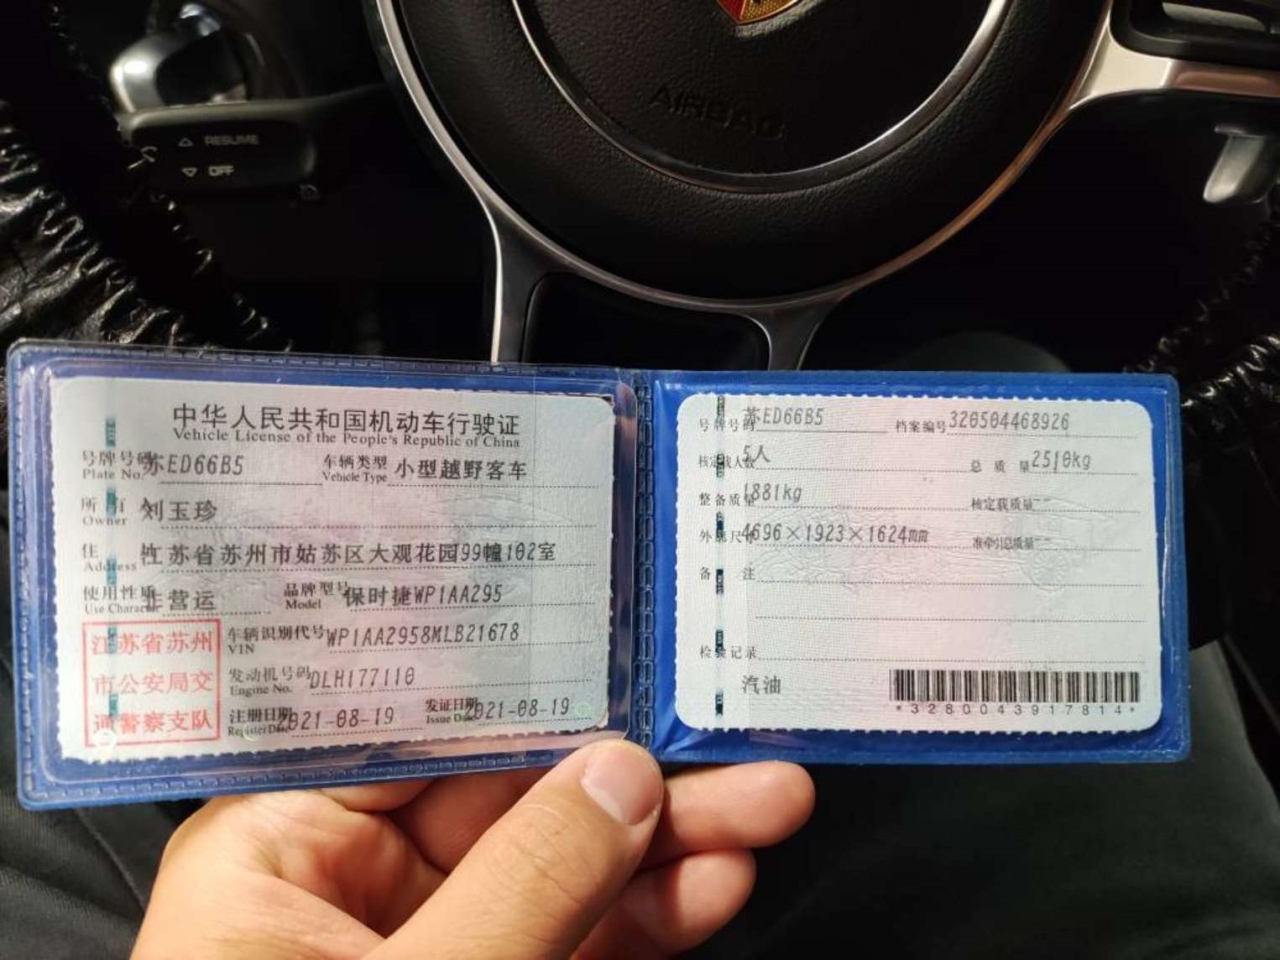 AIRBAG
RESUME
OFF
中华人民共和国机动车行驶证
Vehicle License of the People's Republic of China
号牌号码 苏ED66B5 车辆类型 小型越野客车
Plate No. Vehicle Type
所有人 刘玉珍
Owner
住址 江苏省苏州市姑苏区大观花园99幢102室
Address
使用性质 非营运 品牌型号 保时捷WP1AA295
Use Character Model
江苏省苏州
市公安局交
通警察支队
车辆识别代号 WP1AA2958MLB21678
VIN
发动机号码 DLH177110
Engine No.
注册日期 2021-08-19 发证日期 2021-08-19
Register Date Issue Date
号牌号码 苏ED66B5 档案编号 320504468926
核定载人数 5人 总质量 2510kg
整备质量 1881kg 核定载质量 --
外廓尺寸 4696×1923×1624mm 准牵引总质量 --
备注
检验记录
汽油
*3280043917814*